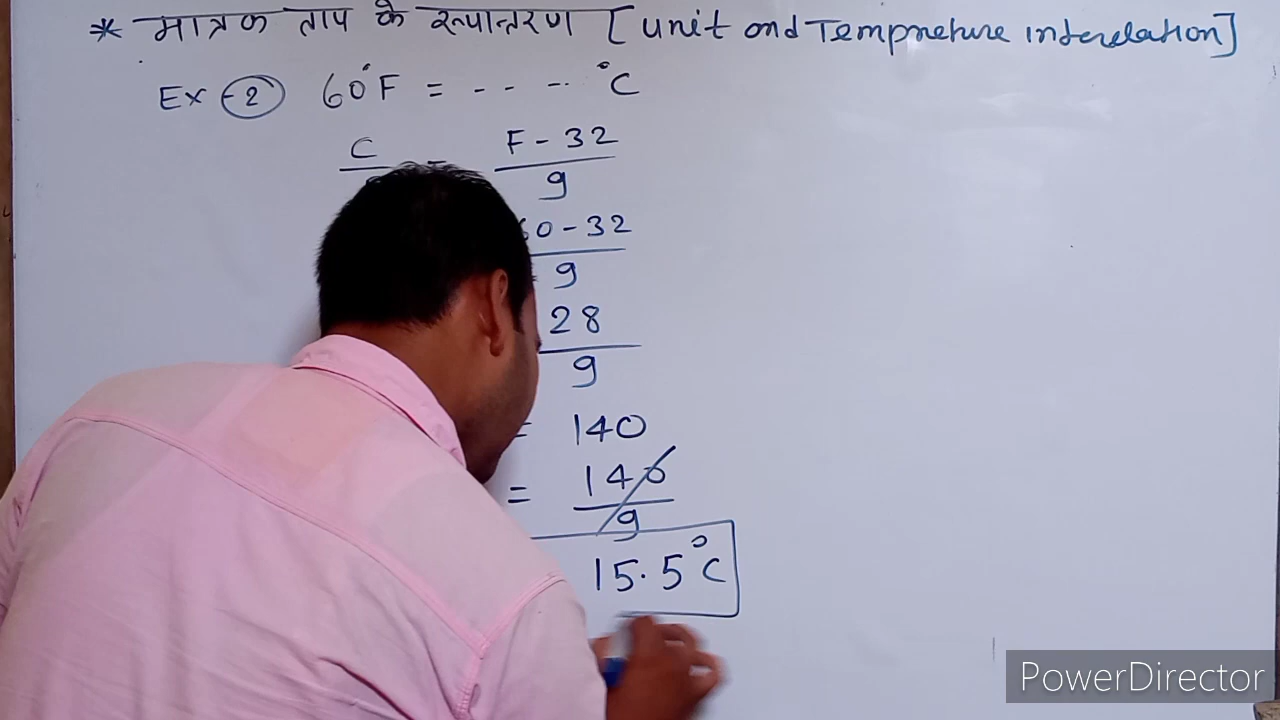 * मात्रक ताप के रूपान्तरण [Unit and Tempreture interelation]
Ex-2 60°F = - - -- °C
C = F-32
9
60-32
9
28
9
= 140
= 140
9
15.5°C
PowerDirector